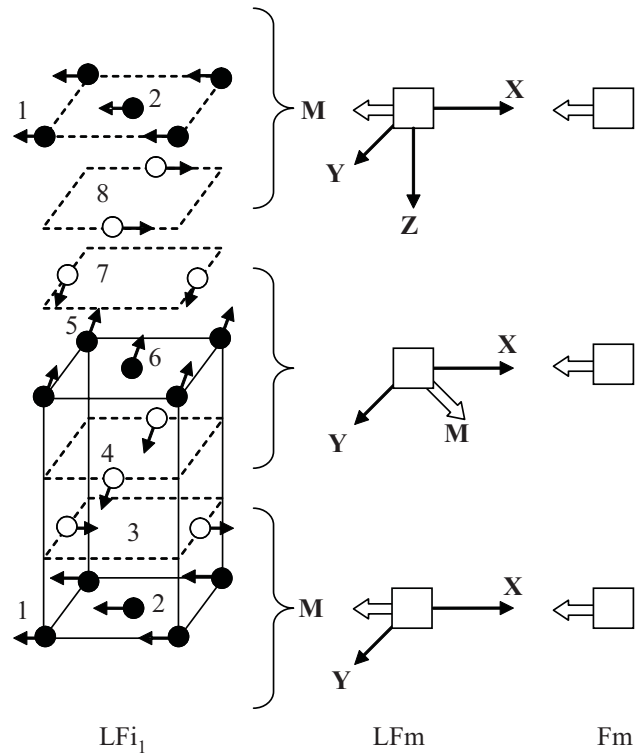 1 2 M X X
8 Y Z
7
5
6 X
4 Y M
3
1 2 M X
Y
LFi₁ LFm Fm